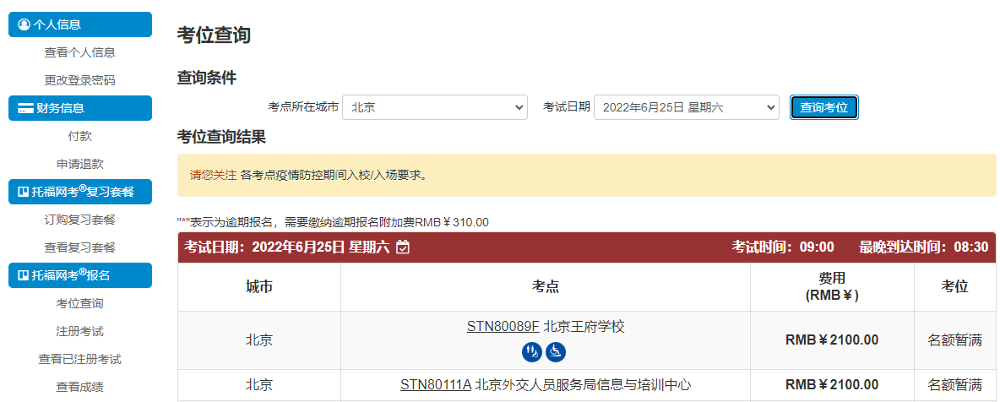 个人信息
查看个人信息
更改登录密码
财务信息
付款
申请退款
托福网考®复习套餐
订购复习套餐
查看复习套餐
托福网考®报名
考位查询
注册考试
查看已注册考试
查看成绩
考位查询
查询条件
考点所在城市 北京 考试日期 2022年6月25日 星期六 查询考位
考位查询结果
请您关注 各考点疫情防控期间入校/入场要求。
"*"表示为逾期报名，需要缴纳逾期报名附加费RMB￥310.00
考试日期：2022年6月25日 星期六 考试时间：09:00 最晚到达时间：08:30
城市 考点 费用 (RMB￥) 考位
北京 STN80089F 北京王府学校 RMB￥2100.00 名额暂满
北京 STN80111A 北京外交人员服务局信息与培训中心 RMB￥2100.00 名额暂满